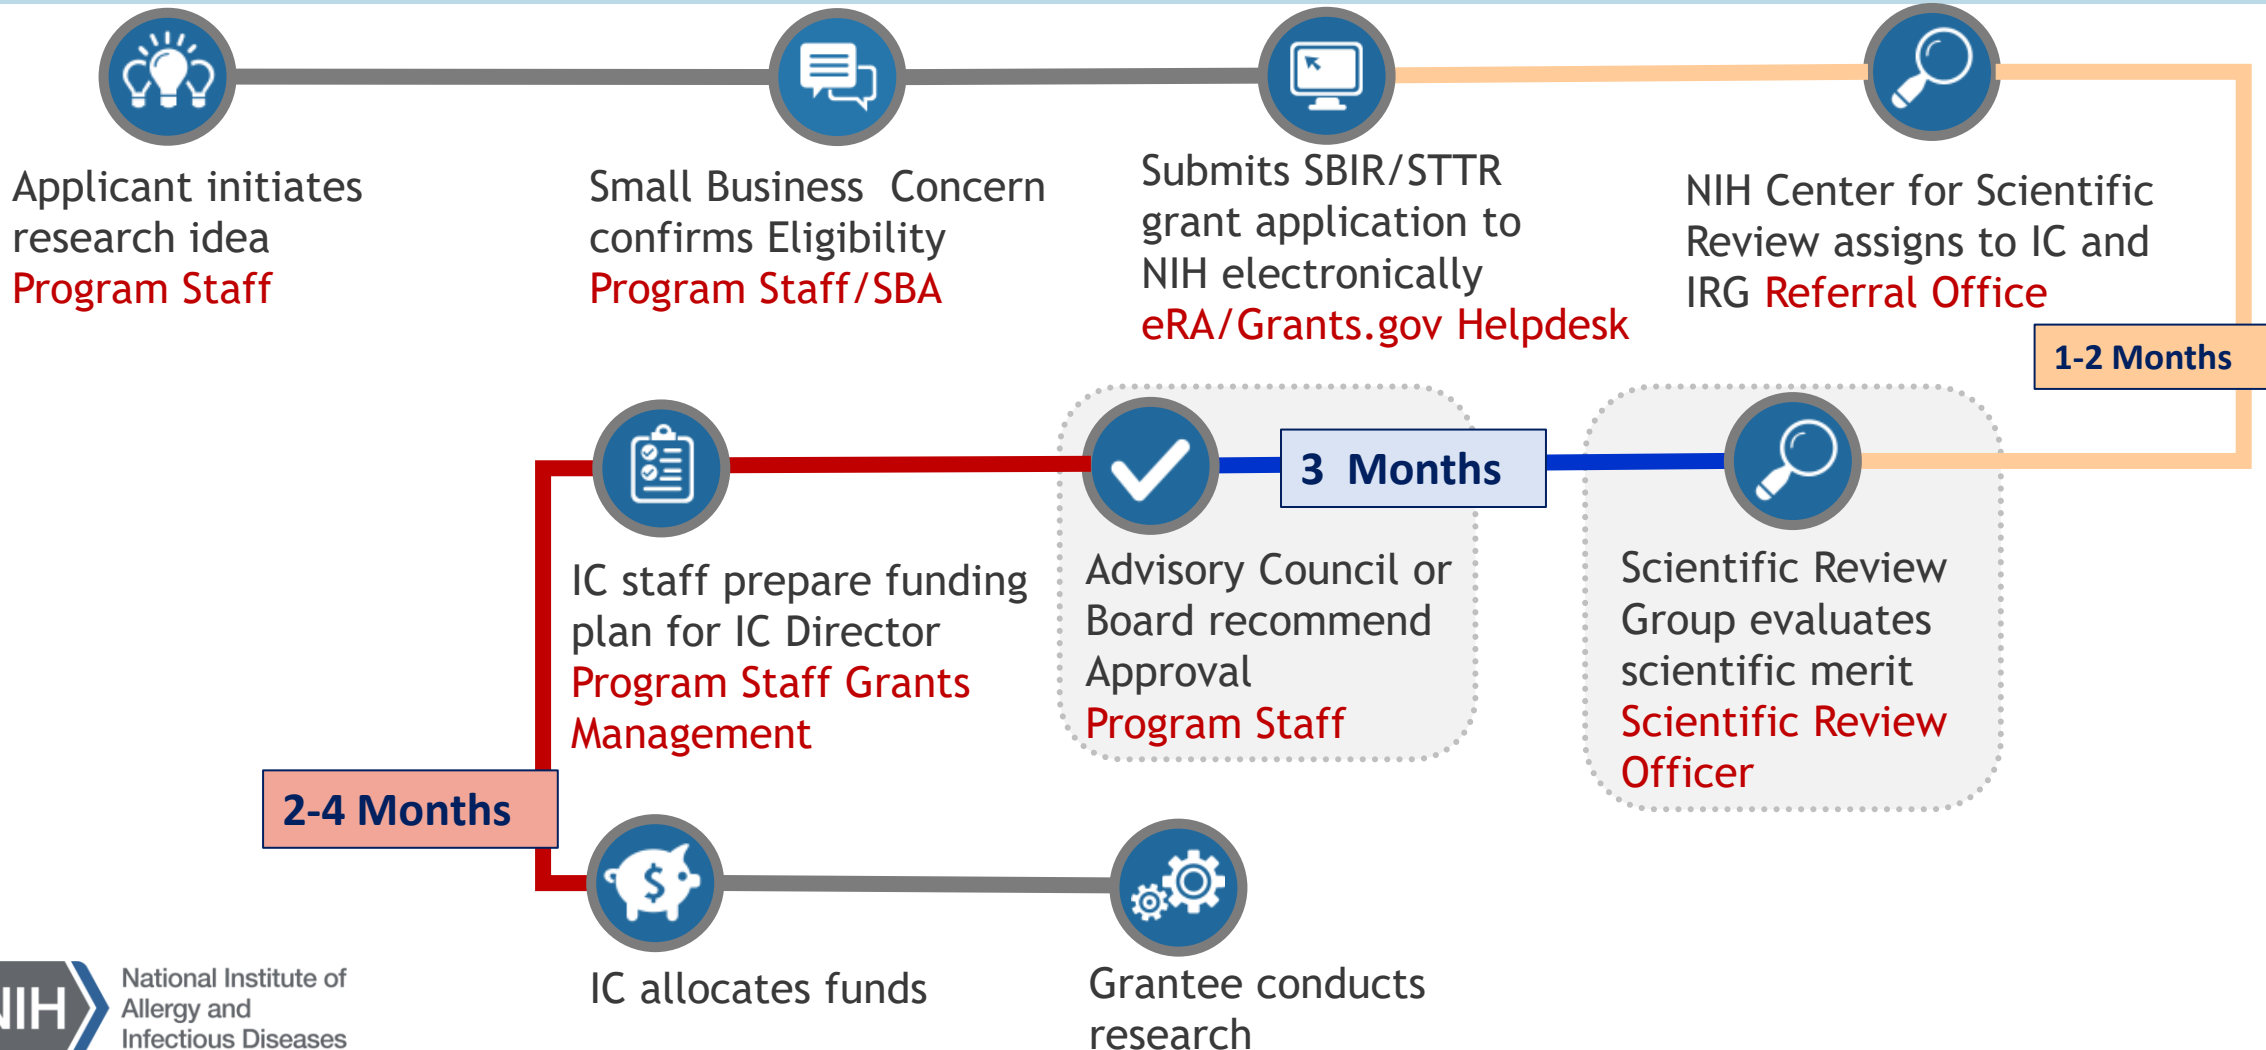 Applicant initiates
research idea
Program Staff
Small Business  Concern
confirms Eligibility
Program Staff/SBA
Submits SBIR/STTR
grant application to
NIH electronically
eRA/Grants.gov Helpdesk
NIH Center for Scientific
Review assigns to IC and
IRG Referral Office
1-2 Months
Scientific Review
Group evaluates
scientific merit
Scientific Review
Officer
3  Months
Advisory Council or
Board recommend
Approval
Program Staff
IC staff prepare funding
plan for IC Director
Program Staff Grants
Management
2-4 Months
$
IC allocates funds
Grantee conducts
research
NIH
National Institute of
Allergy and
Infectious Diseases